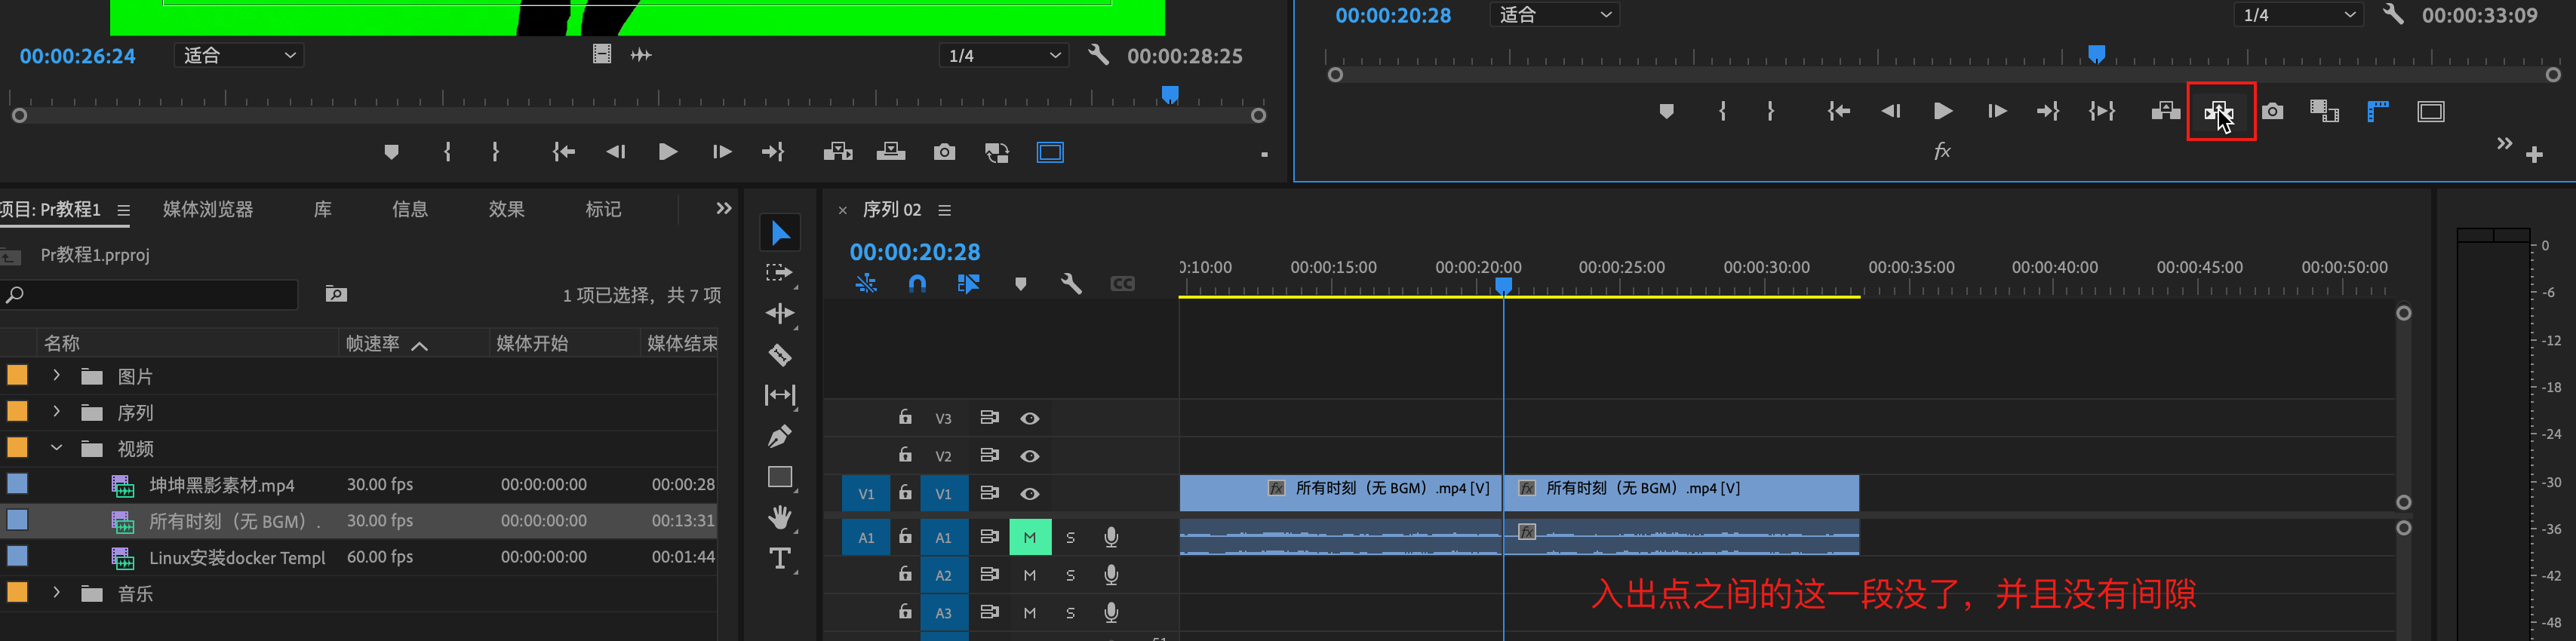 00:00:26:24 适合 1/4 00:00:28:25
00:00:20:28 适合 1/4 00:00:33:09
fx
项目: Pr教程1 媒体浏览器 库 信息 效果 标记
Pr教程1.prproj
1 项已选择，共 7 项
名称 帧速率 媒体开始 媒体结束
图片
序列
视频
坤坤黑影素材.mp4 30.00 fps 00:00:00:00 00:00:28
所有时刻（无 BGM）. 30.00 fps 00:00:00:00 00:13:31
Linux安装docker Templ 60.00 fps 00:00:00:00 00:01:44
音乐
T
× 序列 02
00:00:20:28
CC
0:10:00 00:00:15:00 00:00:20:00 00:00:25:00 00:00:30:00 00:00:35:00 00:00:40:00 00:00:45:00 00:00:50:00
V3
V2
V1 V1 fx 所有时刻（无 BGM）.mp4 [V] fx 所有时刻（无 BGM）.mp4 [V]
A1 A1 M S fx
A2 M S
A3 M S
入出点之间的这一段没了，并且没有间隙
0
-6
-12
-18
-24
-30
-36
-42
-48